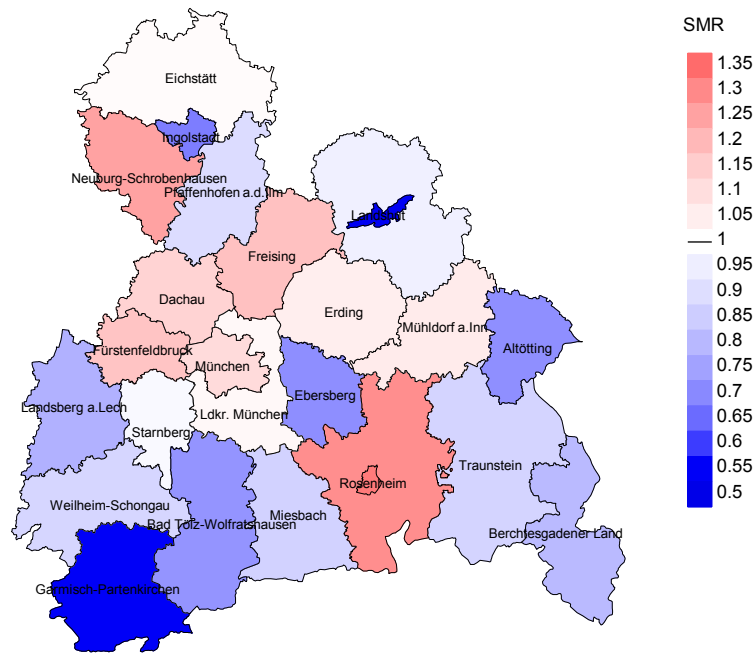 SMR
Eichstätt
Ingolstadt
Neuburg-Schrobenhausen
Pfaffenhofen a.d.Ilm
Landshut
Freising
Dachau
Erding
Mühldorf a.Inn
Altötting
Fürstenfeldbruck
München
Ebersberg
Landsberg a.Lech
Ldkr. München
Starnberg
Traunstein
Rosenheim
Weilheim-Schongau
Miesbach
Bad Tölz-Wolfratshausen
Berchtesgadener Land
Garmisch-Partenkirchen
1.35
1.3
1.25
1.2
1.15
1.1
1.05
1
0.95
0.9
0.85
0.8
0.75
0.7
0.65
0.6
0.55
0.5